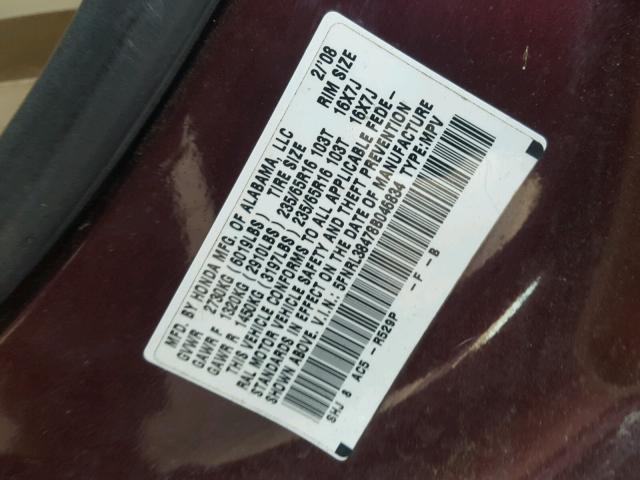 MFD. BY HONDA MFG. OF ALABAMA, LLC 2/'08
GVWR 2730KG (6019LBS) TIRE SIZE RIM SIZE
GAWR F 1320KG (2910LBS) 235/65R16 103T 16X7J
GAWR R 1450KG (3197LBS) 235/65R16 103T 16X7J
THIS VEHICLE CONFORMS TO ALL APPLICABLE FEDE-
RAL MOTOR VEHICLE SAFETY AND THEFT PREVENTION
STANDARDS IN EFFECT ON THE DATE OF MANUFACTURE
SHOWN ABOVE. V.I.N.: 5FNRL38478B048834 TYPE:MPV
SHJ 8 AC5 -R529P -F -B